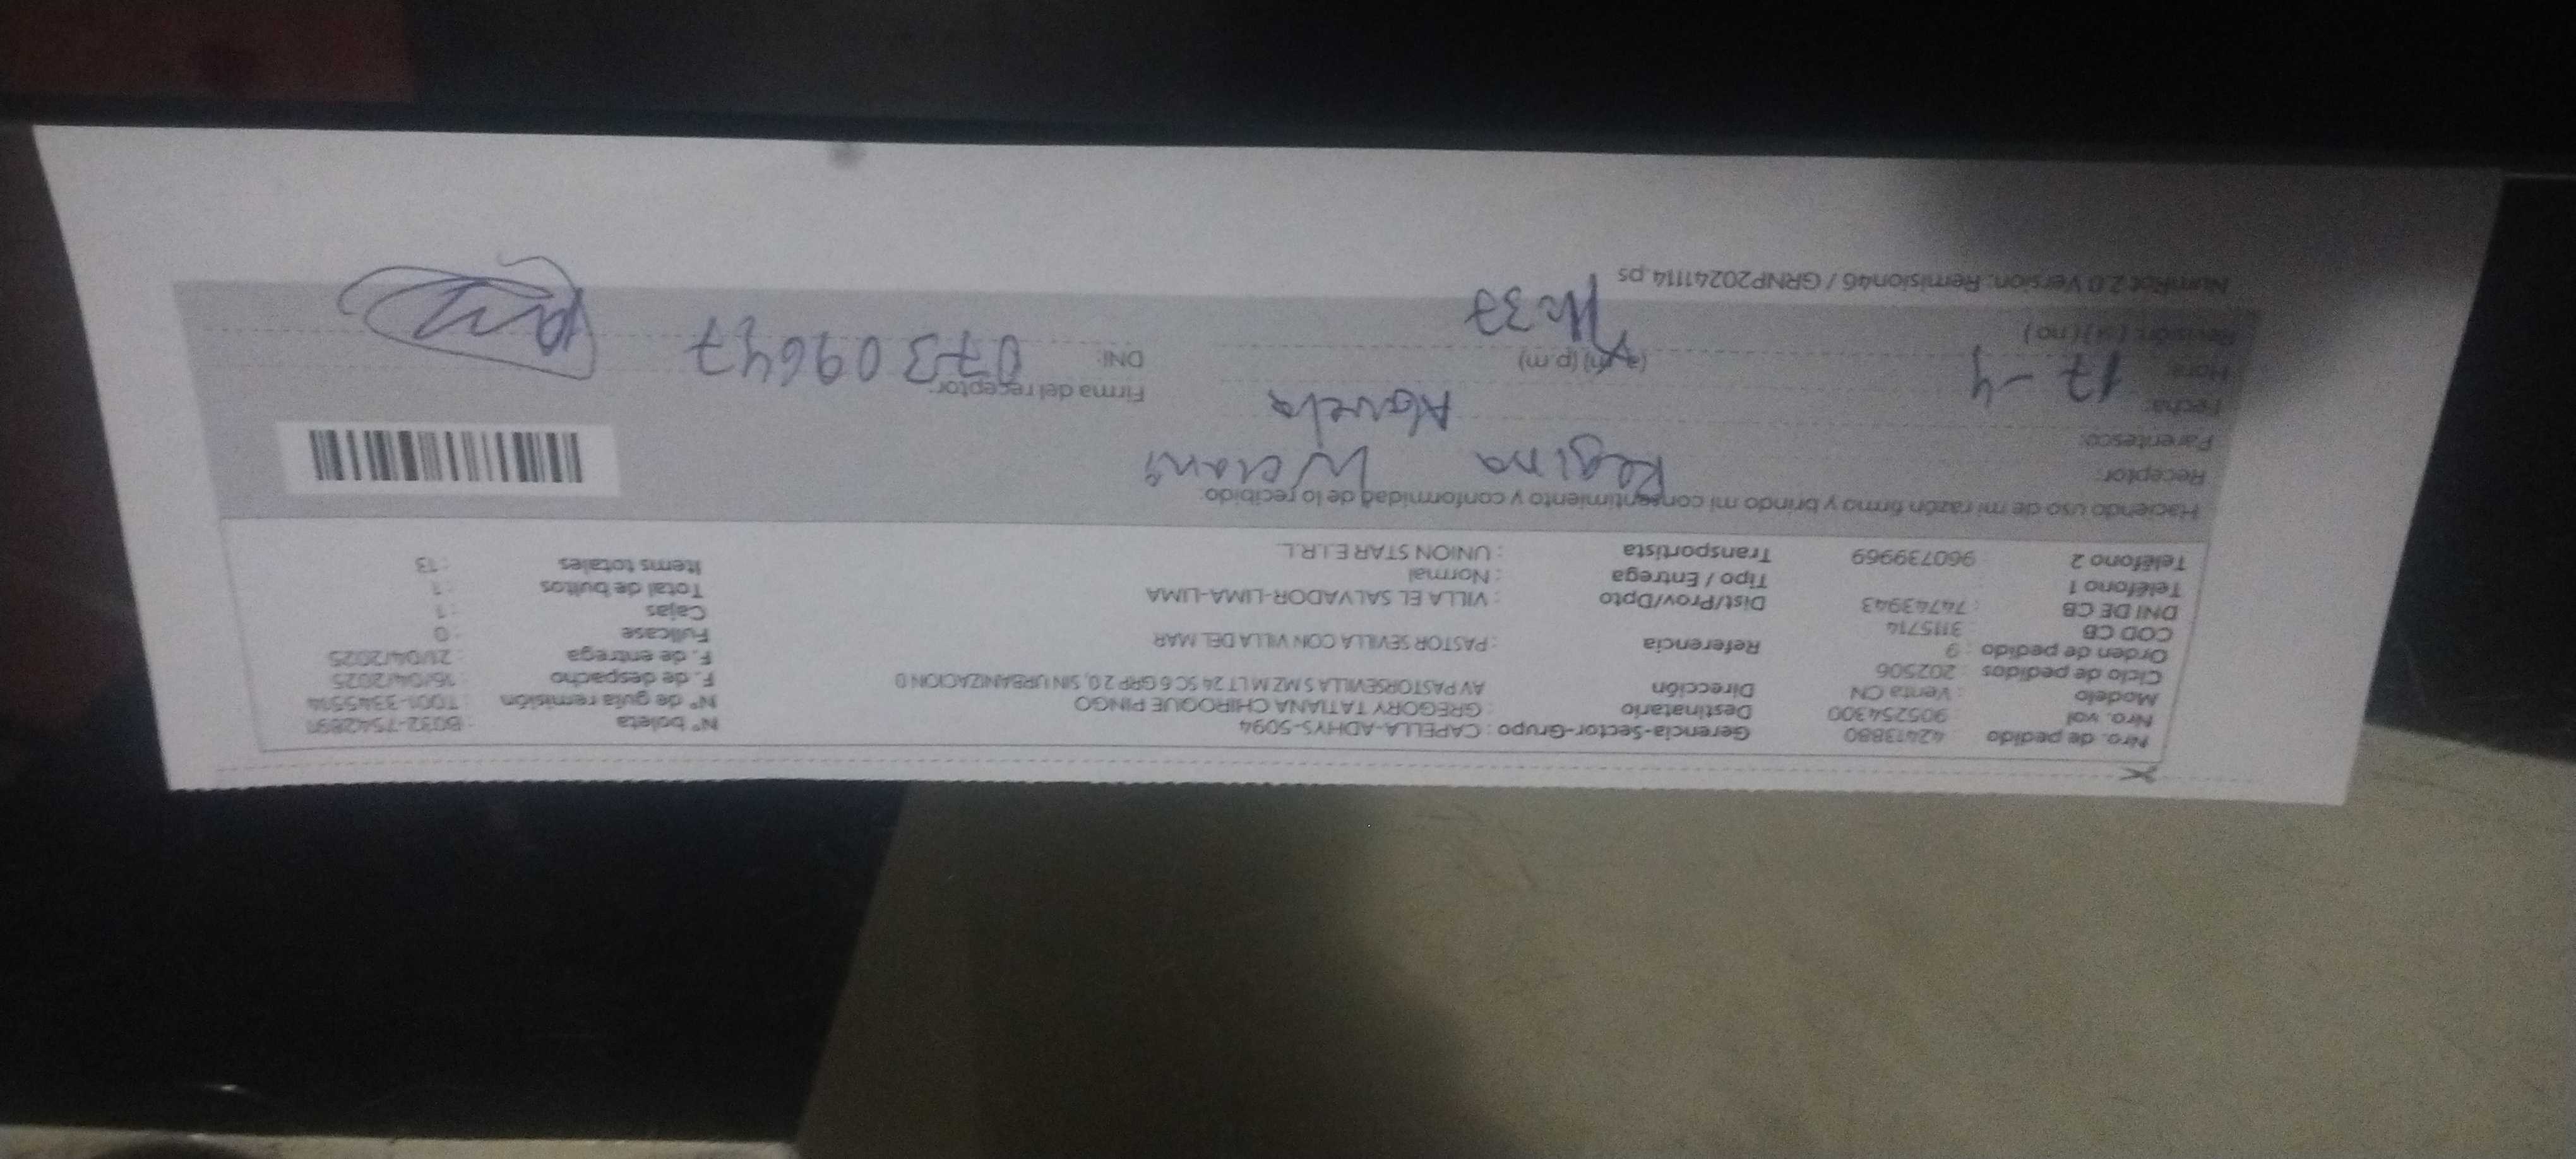 Nro. de pedido : 42413880 Gerencia-Sector-Grupo : CAPELLA-ADHYS-5094 N° boleta : B032-75428911
Nro. vol : 905254300 Destinatario : GREGORY TATIANA CHIROQUE PINGO N° de guía remisión : T001-3345514
Modelo : Venta CN Dirección : AV PASTORSEVILLA S MZ M LT 24 SC 6 GRP 2 0, SIN URBANIZACION 0 F. de despacho : 16/04/2025
Ciclo de pedidos : 202506 F. de entrega : 21/04/2025
Orden de pedido : 9 Referencia : PASTOR SEVILLA CON VILLA DEL MAR Fullcase : 0
COD CB : 3115714 Cajas : 1
DNI DE CB : 74743943 Dist/Prov/Dpto : VILLA EL SALVADOR-LIMA-LIMA Total de bultos : 1
Teléfono 1 Tipo / Entrega : Normal Items totales : 13
Teléfono 2 960739969 Transportista : UNION STAR E.I.R.L.
Haciendo uso de mi razón firmo y brindo mi consentimiento y conformidad de lo recibido:
Receptor: Regina
Parentesco: Abuela
Fecha: 17-4 Firma del receptor:
Hora: (a.m) (p.m) DNI: 07309647
Revisión: ( si ) ( no )
NumRot 2.0 Version: Remision46 / GRNP20241114.ps